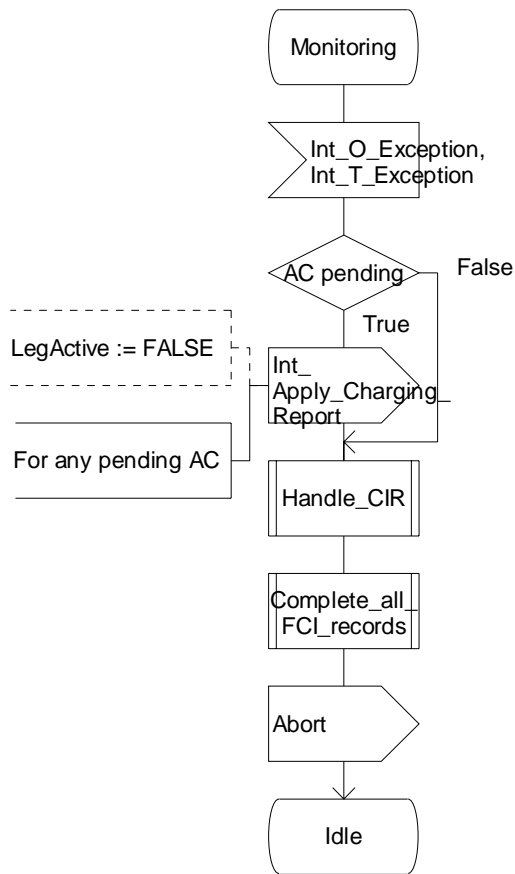 Monitoring
Int_O_Exception,
Int_T_Exception
AC pending
False
True
LegActive := FALSE
Int_
Apply_Charging_
Report
For any pending AC
Handle_CIR
Complete_all_
FCI_records
Abort
Idle